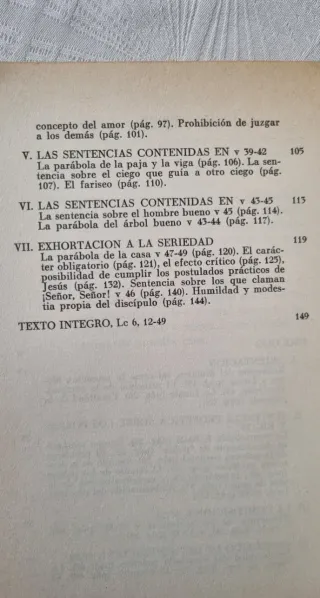 concepto del amor (pág. 97). Prohibición de juzgar
a los demás (pág. 101).
V. LAS SENTENCIAS CONTENIDAS EN v 39-42 105
La parábola de la paja y la viga (pág. 106). La sen-
tencia sobre el ciego que guía a otro ciego (pág.
107). El fariseo (pág. 110).
VI. LAS SENTENCIAS CONTENIDAS EN v 43-45 113
La sentencia sobre el hombre bueno v 45 (pág. 114).
La parábola del árbol bueno v 43-44 (pág. 117).
VII. EXHORTACION A LA SERIEDAD 119
La parábola de la casa v 47-49 (pág. 120). El carác-
ter obligatorio (pág. 121), el efecto crítico (pág. 125),
posibilidad de cumplir los postulados prácticos de
Jesús (pág. 132). Sentencia sobre los que claman
¡Señor, Señor! v 46 (pág. 140). Humildad y modes-
tia propia del discípulo (pág. 144).
TEXTO INTEGRO, Lc 6, 12-49 149